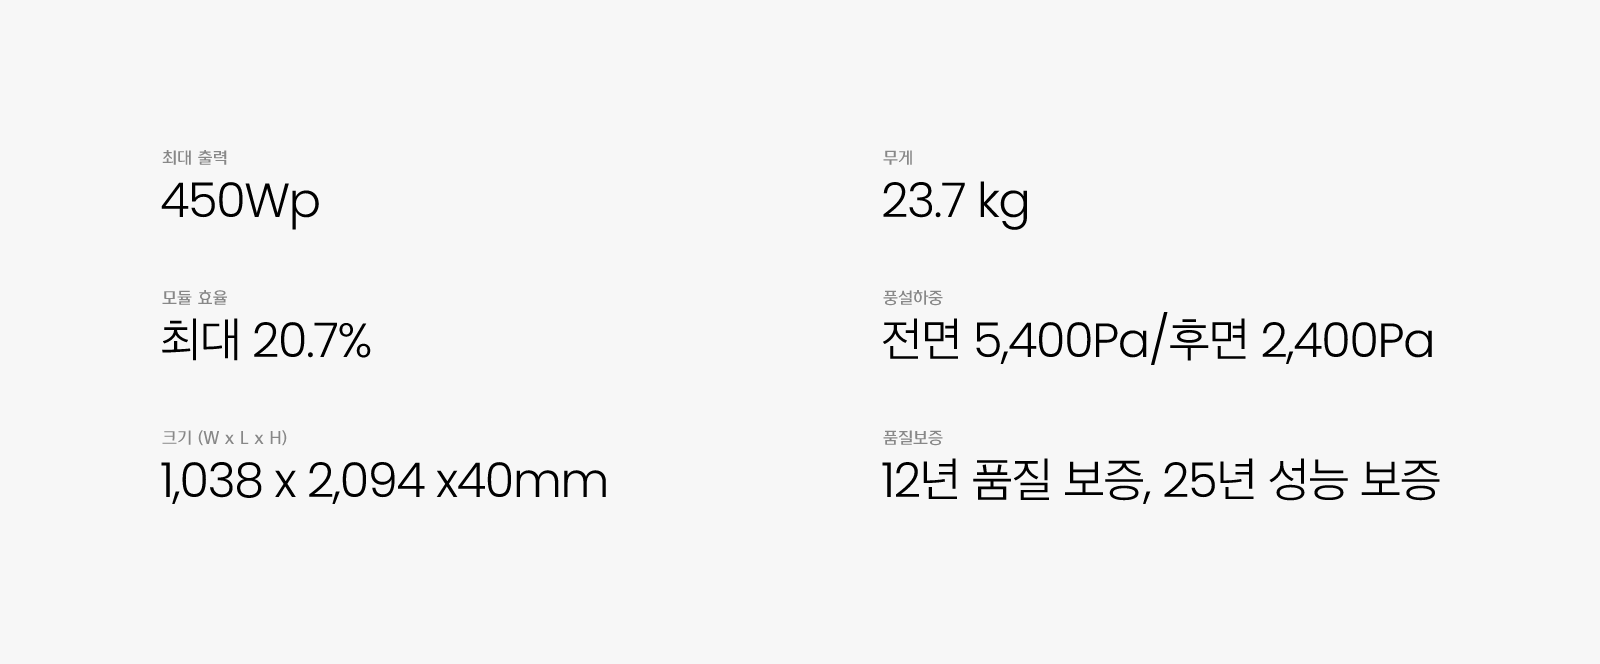 최대 출력
450Wp
모듈 효율
최대 20.7%
크기 (W x L x H)
1,038 x 2,094 x40mm
무게
23.7 kg
풍설하중
전면 5,400Pa/후면 2,400Pa
품질보증
12년 품질 보증, 25년 성능 보증